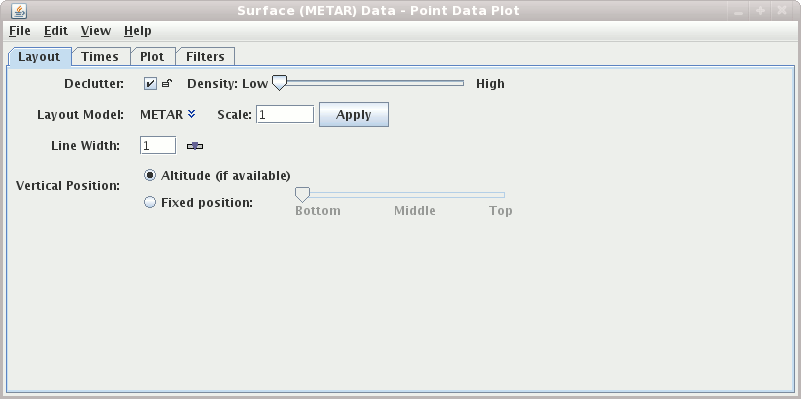 Surface (METAR) Data - Point Data Plot
File Edit View Help
Layout Times Plot Filters
Declutter: Density: Low High
Layout Model: METAR Scale: 1 Apply
Line Width: 1
Vertical Position: Altitude (if available)
Fixed position: Bottom Middle Top